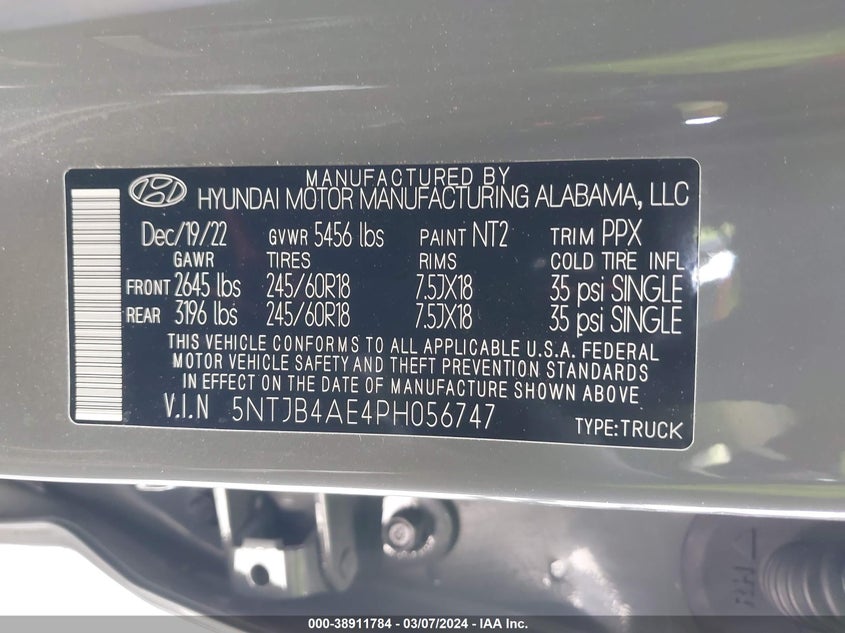 MANUFACTURED BY
HYUNDAI MOTOR MANUFACTURING ALABAMA, LLC
Dec/19/22 GVWR 5456 lbs PAINT NT2 TRIM PPX
GAWR TIRES RIMS COLD TIRE INFL
FRONT 2645 lbs 245/60R18 7.5JX18 35 psi SINGLE
REAR 3196 lbs 245/60R18 7.5JX18 35 psi SINGLE
THIS VEHICLE CONFORMS TO ALL APPLICABLE U.S.A. FEDERAL
MOTOR VEHICLE SAFETY AND THEFT PREVENTION STANDARDS
IN EFFECT ON THE DATE OF MANUFACTURE SHOWN ABOVE
V.I.N 5NTJB4AE4PH056747 TYPE:TRUCK
RH
000-38911784 - 03/07/2024 - IAA Inc.